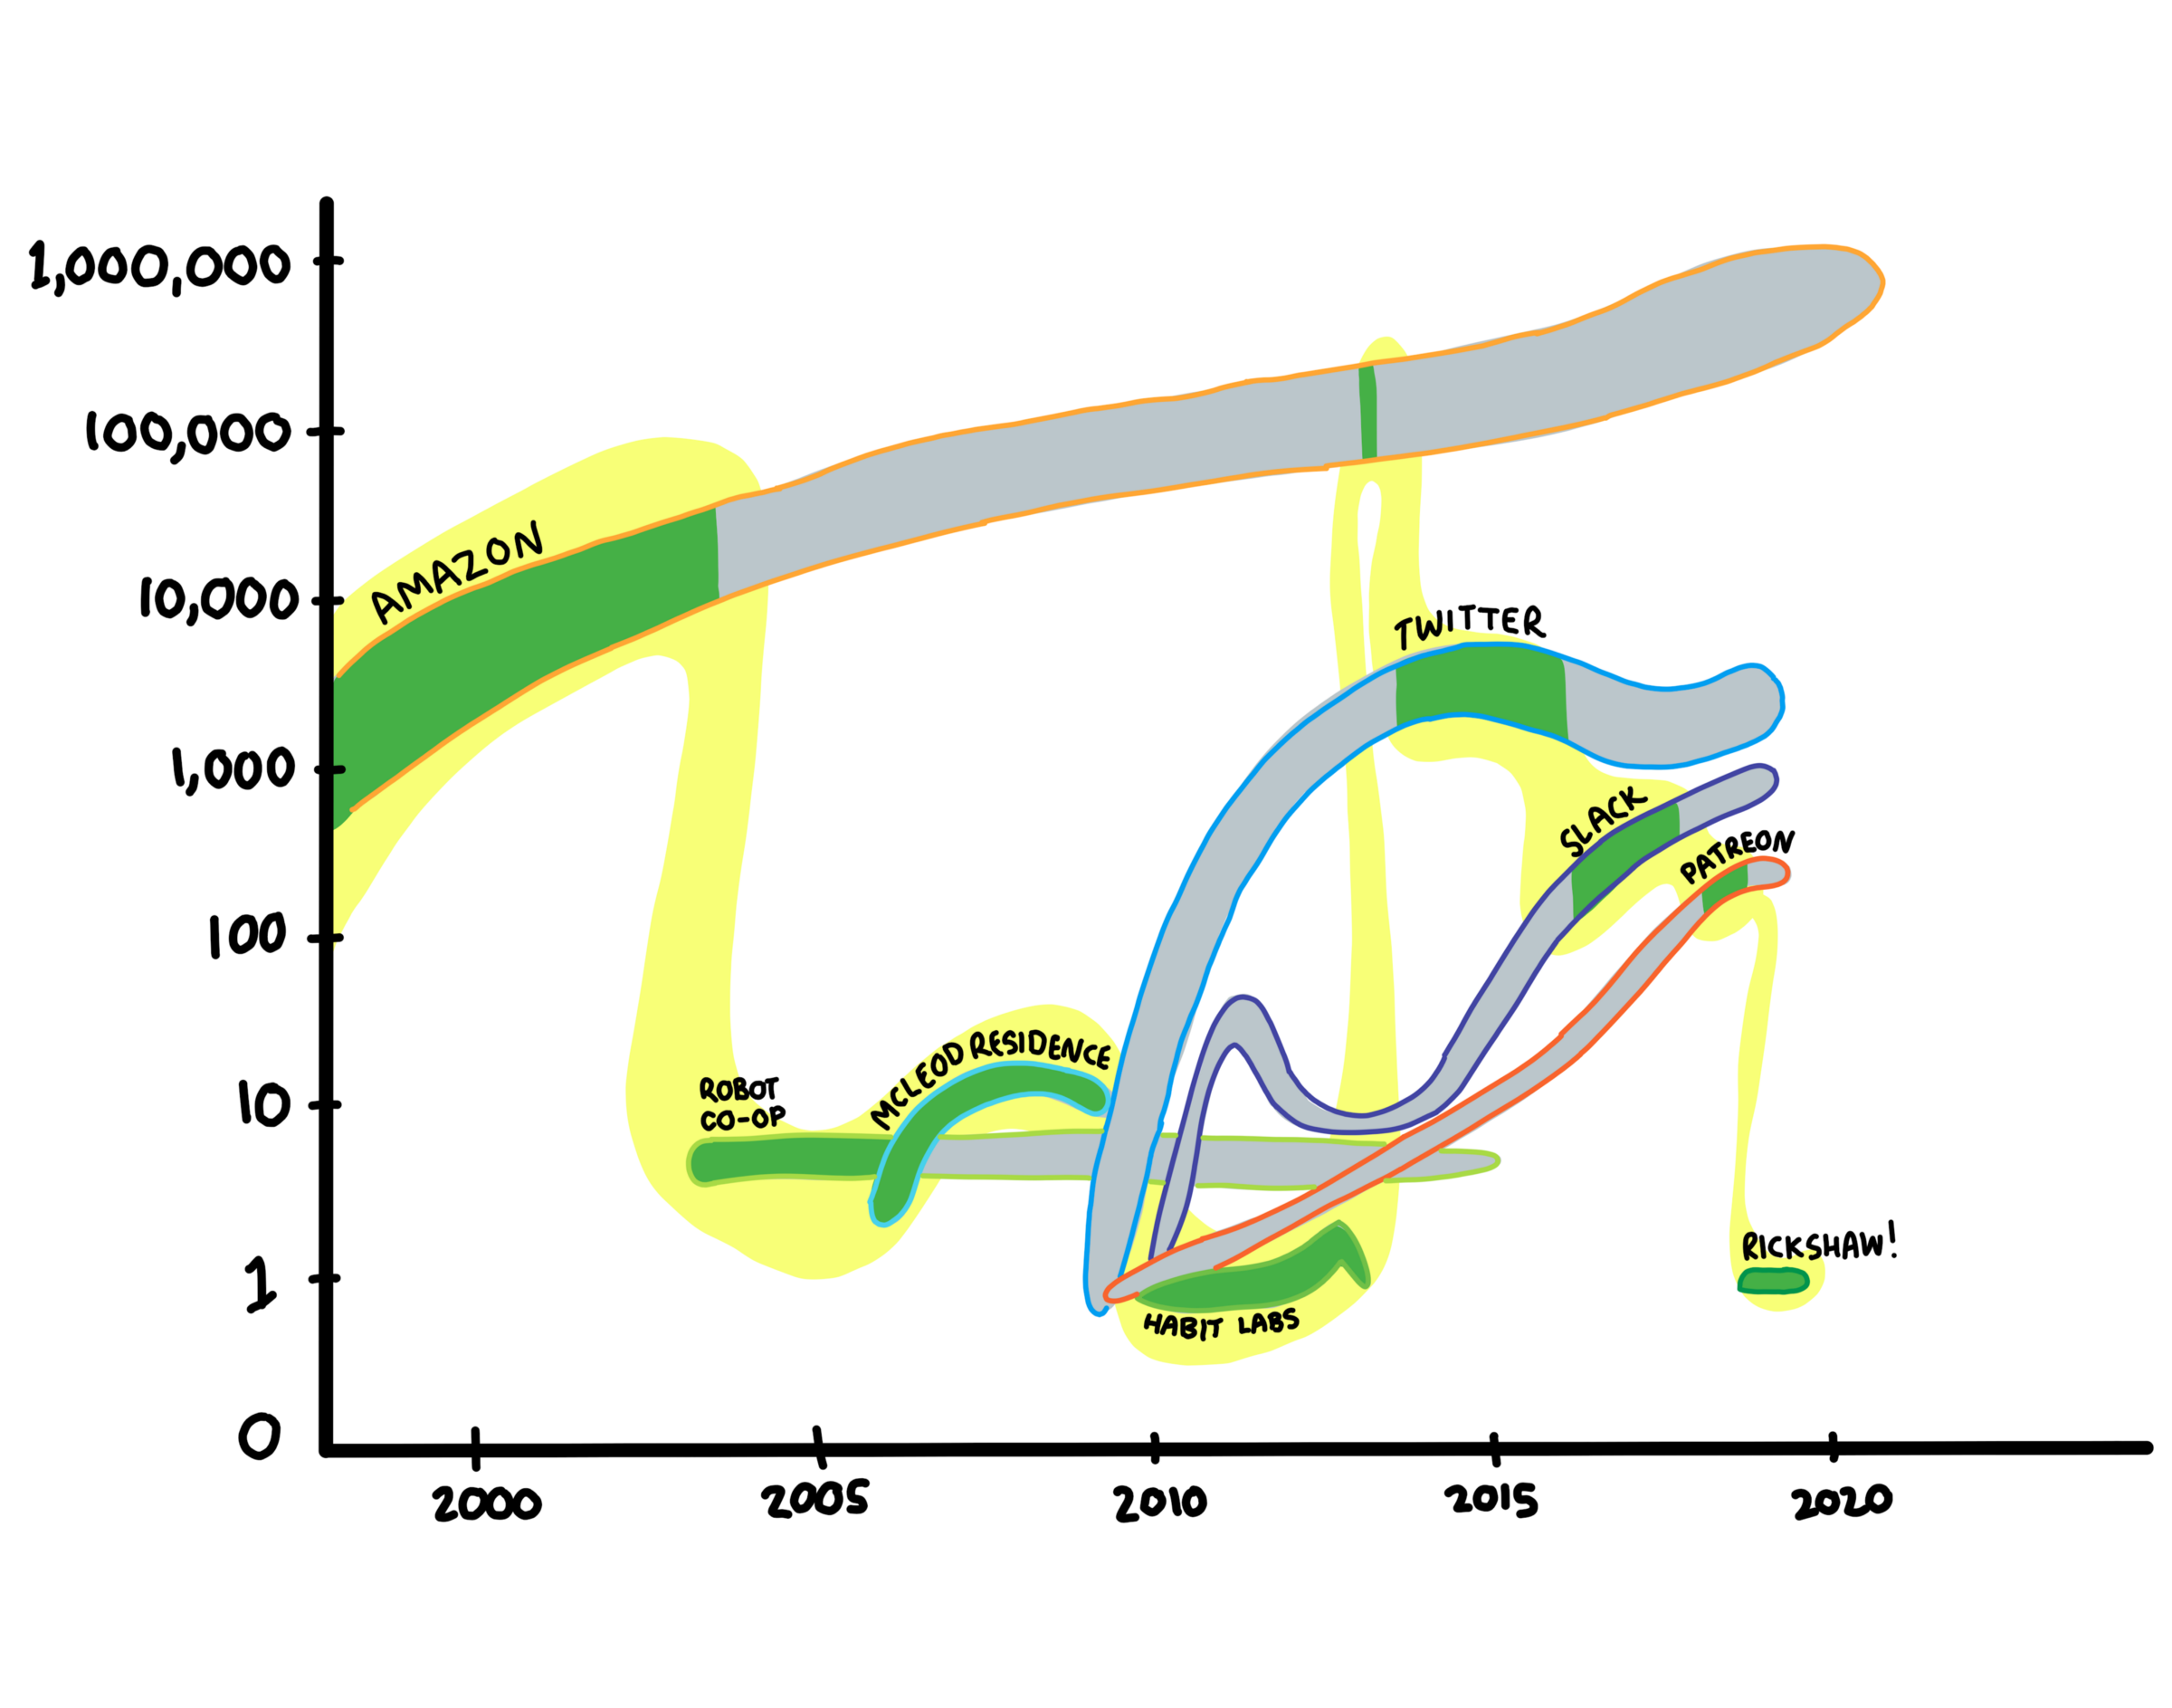 1,000,000
100,000
10,000
1,000
100
10
1
0
AMAZON
TWITTER
SLACK
PATREON
MCLEOD RESIDENCE
ROBOT
CO-OP
RICKSHAW!
HABIT LABS
2000
2005
2010
2015
2020